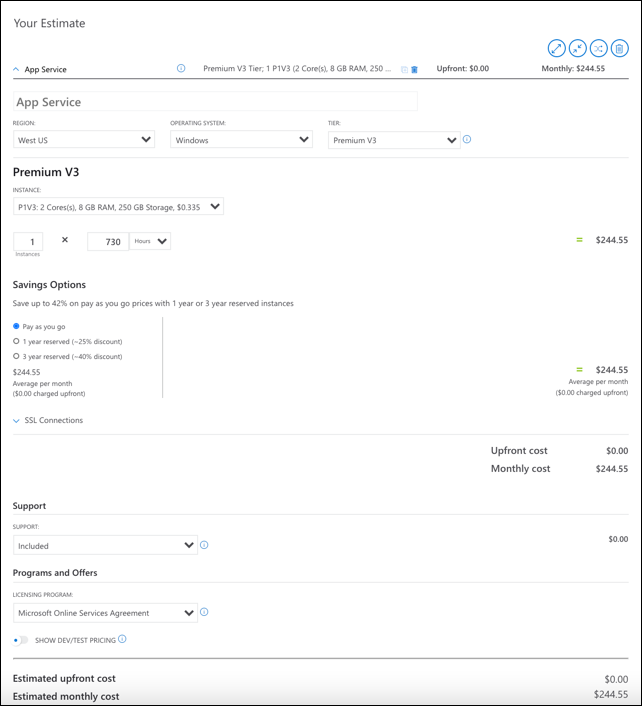 Your Estimate
App Service
Premium V3 Tier; 1 P1V3 (2 Core(s), 8 GB RAM, 250 ...
Upfront: $0.00
Monthly: $244.55
App Service
REGION:
OPERATING SYSTEM:
TIER:
West US
Windows
Premium V3
Premium V3
INSTANCE:
P1V3: 2 Cores(s), 8 GB RAM, 250 GB Storage, $0.335
1 × 730 Hours
= $244.55
Instances
Savings Options
Save up to 42% on pay as you go prices with 1 year or 3 year reserved instances
Pay as you go
1 year reserved (~25% discount)
3 year reserved (~40% discount)
$244.55
Average per month
($0.00 charged upfront)
= $244.55
Average per month
($0.00 charged upfront)
SSL Connections
Upfront cost $0.00
Monthly cost $244.55
Support
SUPPORT:
Included
$0.00
Programs and Offers
LICENSING PROGRAM:
Microsoft Online Services Agreement
SHOW DEV/TEST PRICING
Estimated upfront cost $0.00
Estimated monthly cost $244.55